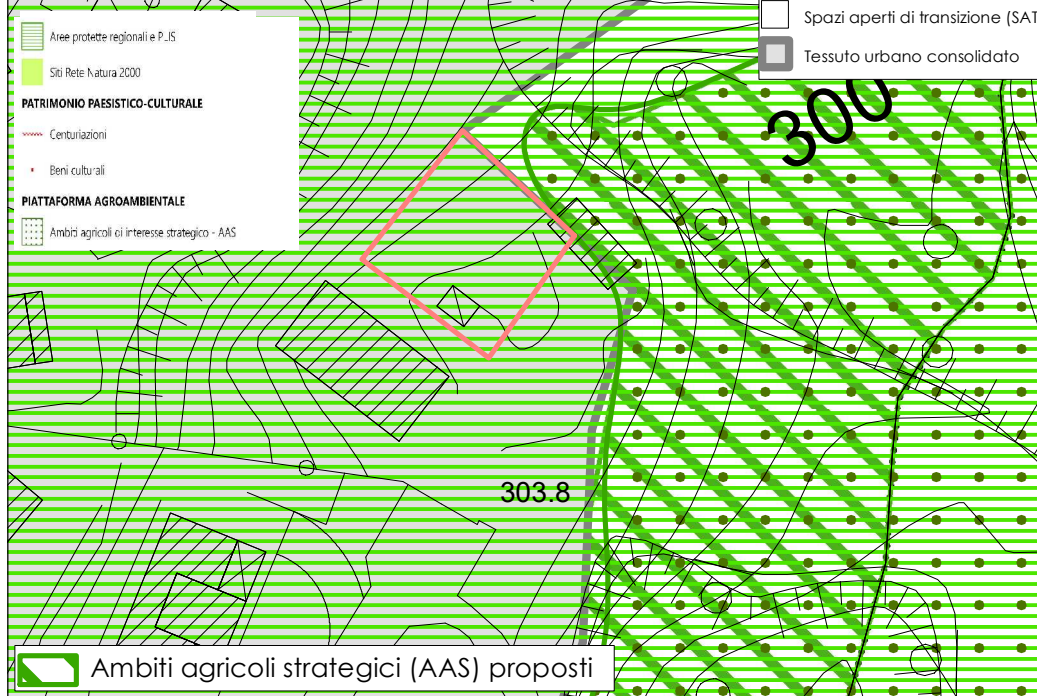 Aree protette regionali e PLIS
Siti Rete Natura 2000
PATRIMONIO PAESISTICO-CULTURALE
Centuriazioni
Beni culturali
PIATTAFORMA AGROAMBIENTALE
Ambiti agricoli di interesse strategico - AAS
Spazi aperti di transizione (SAT
Tessuto urbano consolidato
300
303.8
Ambiti agricoli strategici (AAS) proposti